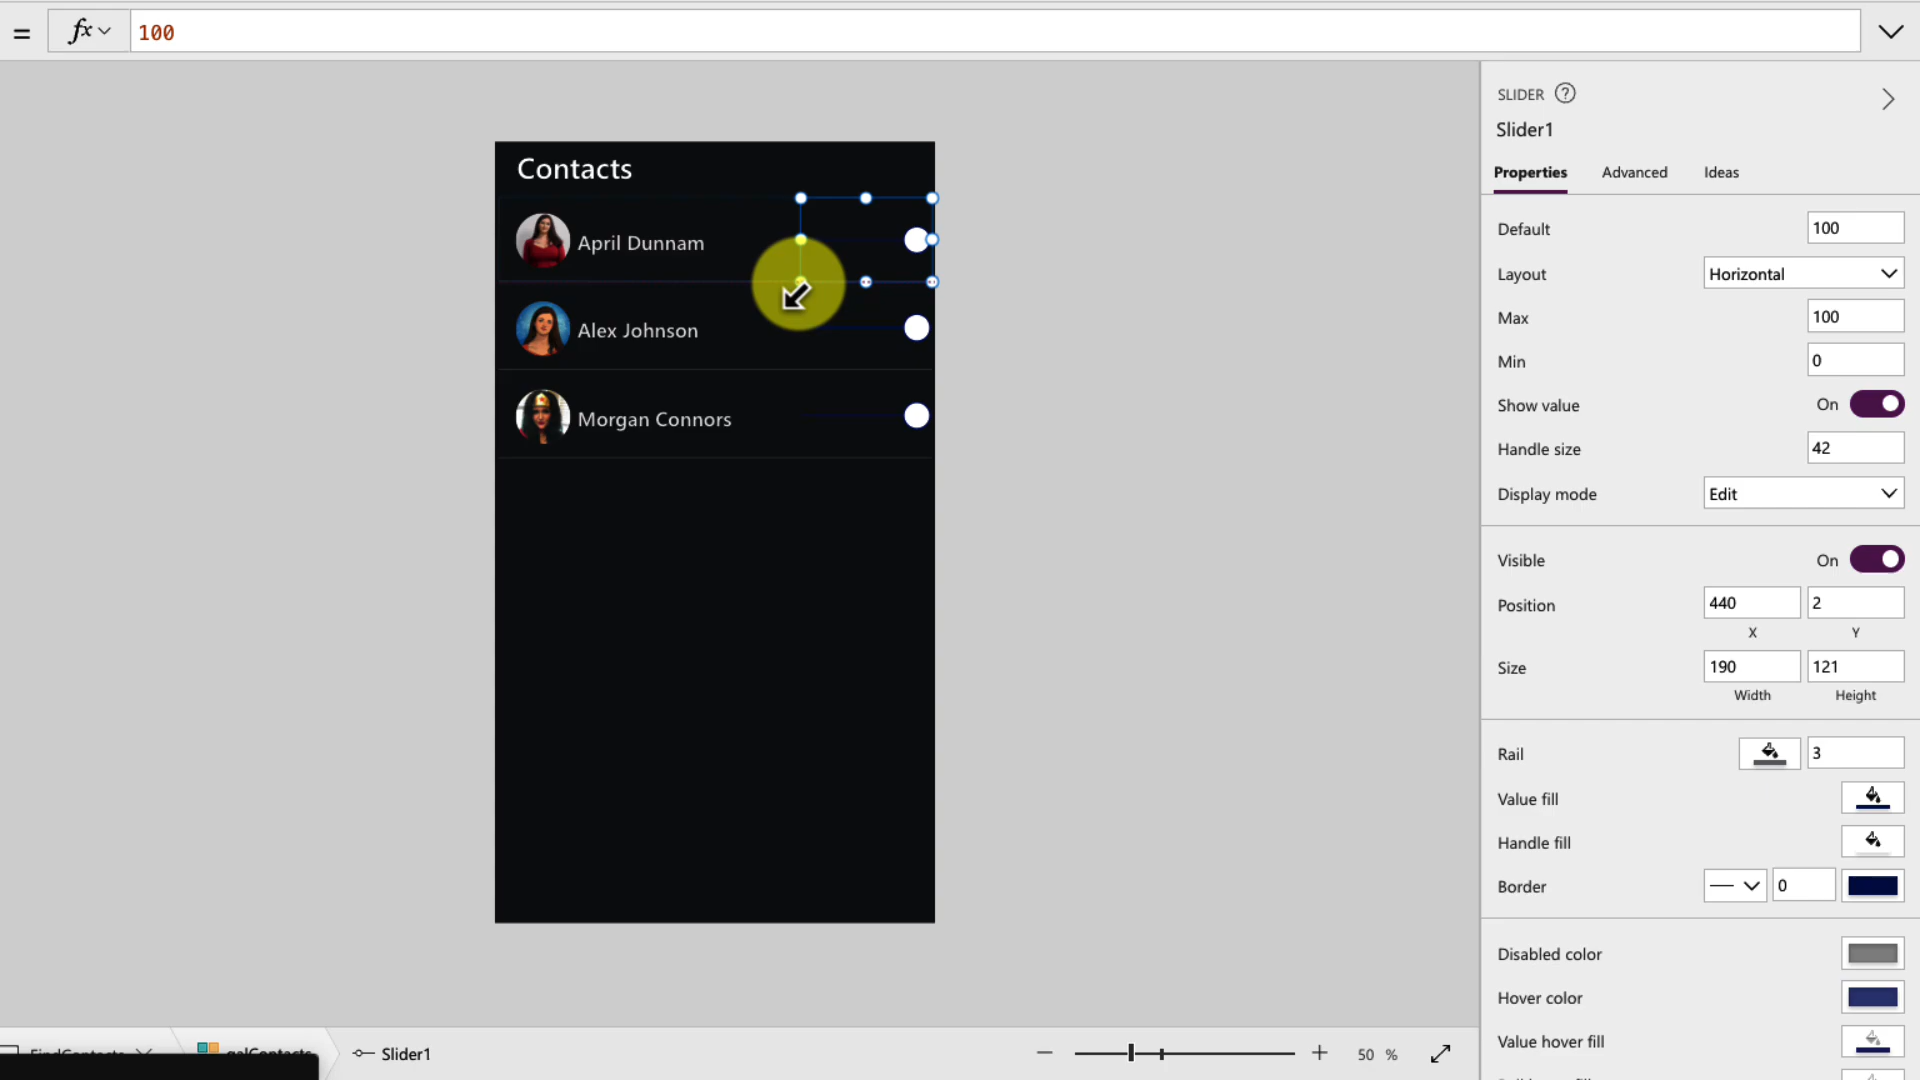 = fx 100
SLIDER ?
Slider1
Properties Advanced Ideas
Default 100
Layout Horizontal
Max 100
Min 0
Show value On
Handle size 42
Display mode Edit
Visible On
Position 440 2
X Y
Size 190 121
Width Height
Rail 3
Value fill
Handle fill
Border 0
Disabled color
Hover color
Value hover fill
Contacts
April Dunnam
Alex Johnson
Morgan Connors
FindContacts galContacts Slider1
50 %